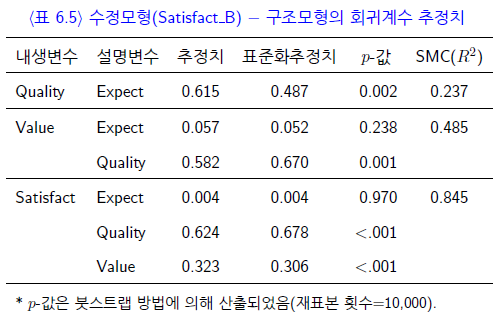 〈표 6.5〉 수정모형(Satisfact_B) − 구조모형의 회귀계수 추정치
내생변수 설명변수 추정치 표준화추정치 p-값 SMC(R²)
Quality Expect 0.615 0.487 0.002 0.237
Value Expect 0.057 0.052 0.238 0.485
Quality 0.582 0.670 0.001
Satisfact Expect 0.004 0.004 0.970 0.845
Quality 0.624 0.678 <.001
Value 0.323 0.306 <.001
* p-값은 붓스트랩 방법에 의해 산출되었음(재표본 횟수=10,000).